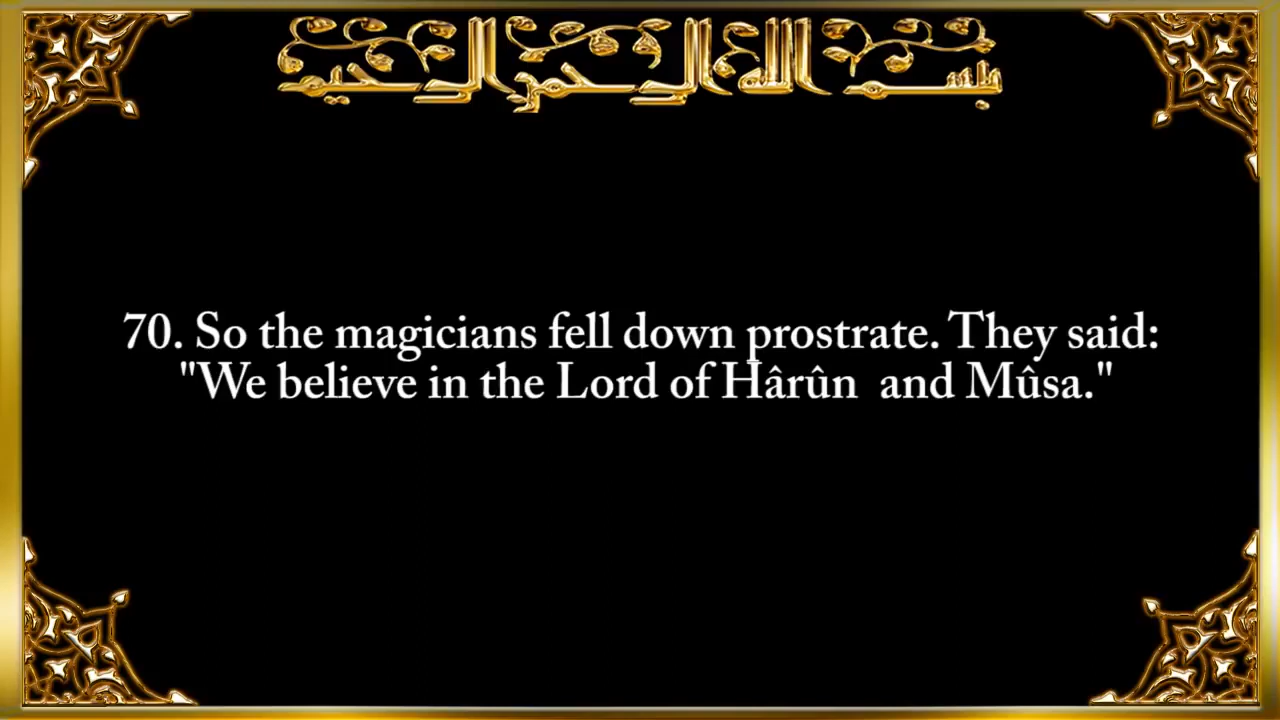 بسم الله الرحمن الرحيم
70. So the magicians fell down prostrate. They said:
"We believe in the Lord of Hârûn  and Mûsa."